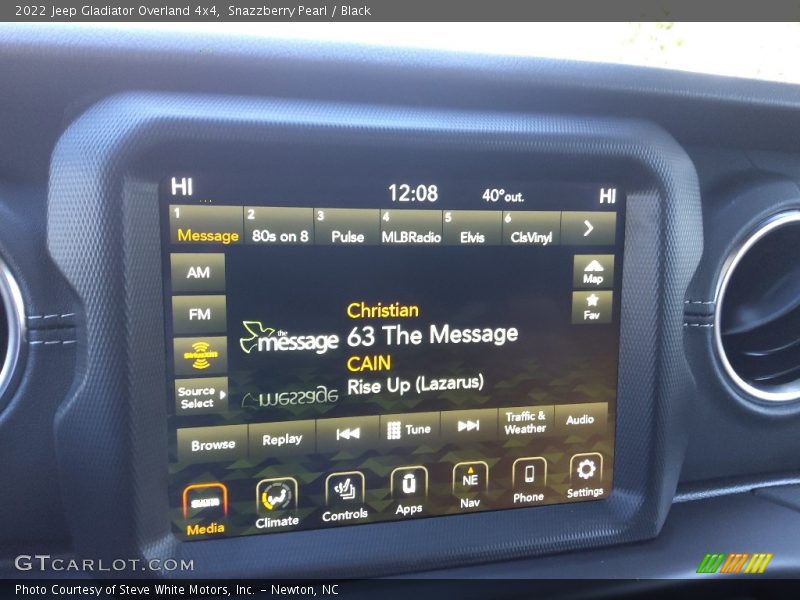 2022 Jeep Gladiator Overland 4x4, Snazzberry Pearl / Black
HI 12:08 40°out. HI
1 Message 2 80s on 8 3 Pulse 4 MLBRadio 5 Elvis 6 ClsVinyl
AM
FM
SiriusXM
Source Select
Map
Fav
the message
Christian
63 The Message
CAIN
Rise Up (Lazarus)
message
Browse Replay Tune Traffic & Weather Audio
Media Climate Controls Apps NE Nav Phone Settings
GTCARLOT.COM
Photo Courtesy of Steve White Motors, Inc. – Newton, NC